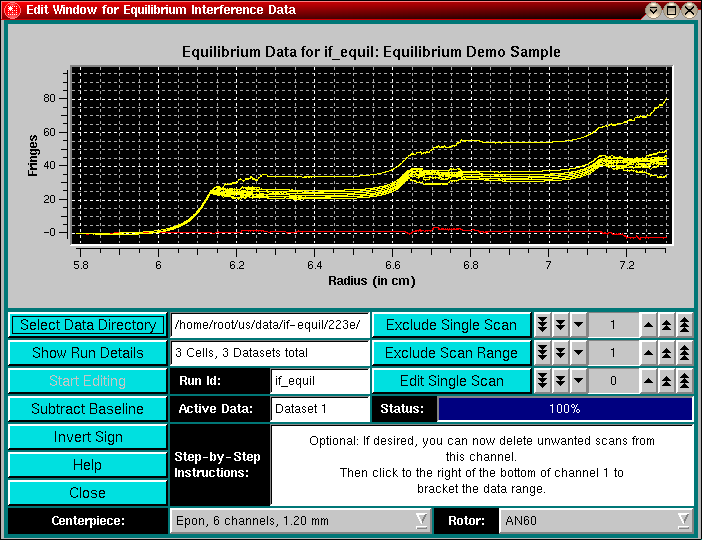 Edit Window for Equilibrium Interference Data
Equilibrium Data for if_equil: Equilibrium Demo Sample
Fringes
80
60
40
20
-0
5.8 6 6.2 6.4 6.6 6.8 7 7.2
Radius (in cm)
Select Data Directory /home/root/us/data/if-equil/223e/ Exclude Single Scan 1
Show Run Details 3 Cells, 3 Datasets total Exclude Scan Range 1
Start Editing Run Id: if_equil Edit Single Scan 0
Subtract Baseline Active Data: Dataset 1 Status: 100%
Invert Sign
Help
Close
Step-by-Step
Instructions:
Optional: If desired, you can now delete unwanted scans from
this channel.
Then click to the right of the bottom of channel 1 to
bracket the data range.
Centerpiece: Epon, 6 channels, 1.20 mm Rotor: AN60